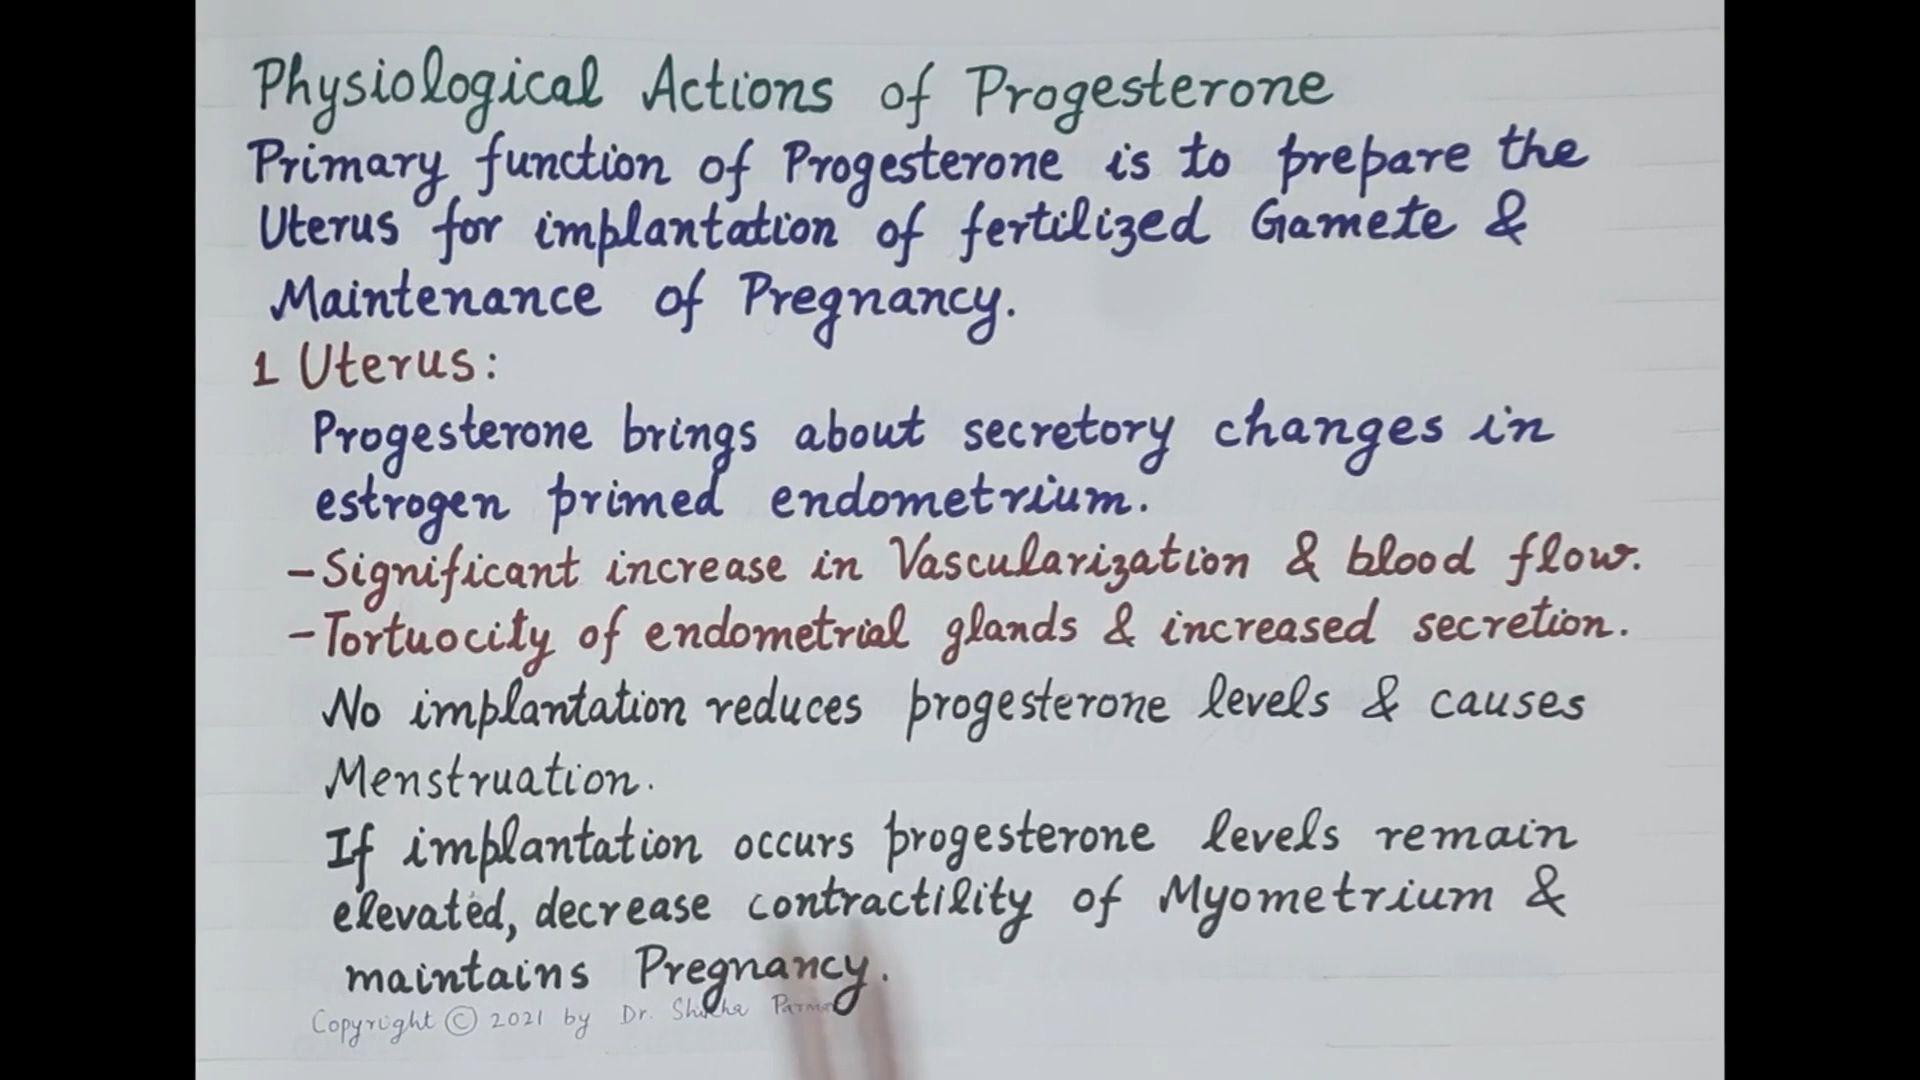 Physiological Actions of Progesterone
Primary function of Progesterone is to prepare the
Uterus for implantation of fertilized Gamete &
Maintenance of Pregnancy.
1 Uterus:
Progesterone brings about secretory changes in
estrogen primed endometrium.
-Significant increase in Vascularization & blood flow.
-Tortuocity of endometrial glands & increased secretion.
No implantation reduces progesterone levels & causes
Menstruation.
If implantation occurs progesterone levels remain
elevated, decrease contractility of Myometrium &
maintains Pregnancy.
Copyright © 2021 by Dr. Shikha Parmar